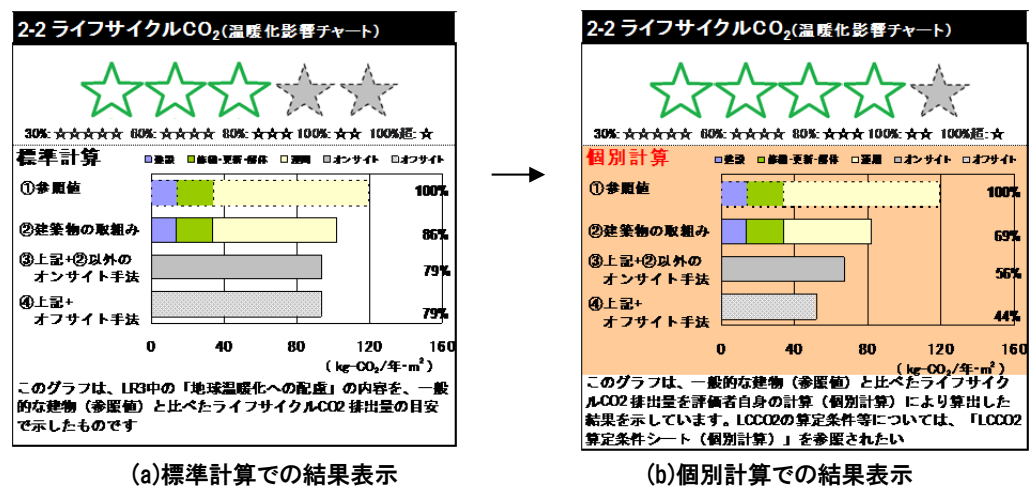 2-2 ライフサイクルCO₂(温暖化影響チャート)
30%: ☆☆☆☆☆ 60%: ☆☆☆☆ 80%: ☆☆☆ 100%: ☆☆ 100%超: ☆
標準計算
建設 修繕・更新・解体 運用 オンサイト オフサイト
①参照値
100%
②建築物の取組み
86%
③上記+②以外の
オンサイト手法
79%
④上記+
オフサイト手法
79%
0 40 80 120 160
( kg-CO₂/年・m² )
このグラフは、LR3中の「地球温暖化への配慮」の内容を、一般
的な建物（参照値）と比べたライフサイクルCO2 排出量の目安
で示したものです
(a)標準計算での結果表示
2-2 ライフサイクルCO₂(温暖化影響チャート)
30%: ☆☆☆☆☆ 60%: ☆☆☆☆ 80%: ☆☆☆ 100%: ☆☆ 100%超: ☆
個別計算
建設 修繕・更新・解体 運用 オンサイト オフサイト
①参照値
100%
②建築物の取組み
69%
③上記+②以外の
オンサイト手法
56%
④上記+
オフサイト手法
44%
0 40 80 120 160
( kg-CO₂/年・m² )
このグラフは、一般的な建物（参照値）と比べたライフサイク
ルCO2 排出量を評価者自身の計算（個別計算）により算出した
結果を示しています。LCCO2の算定条件等については、「LCCO2
算定条件シート（個別計算）」を参照されたい
(b)個別計算での結果表示